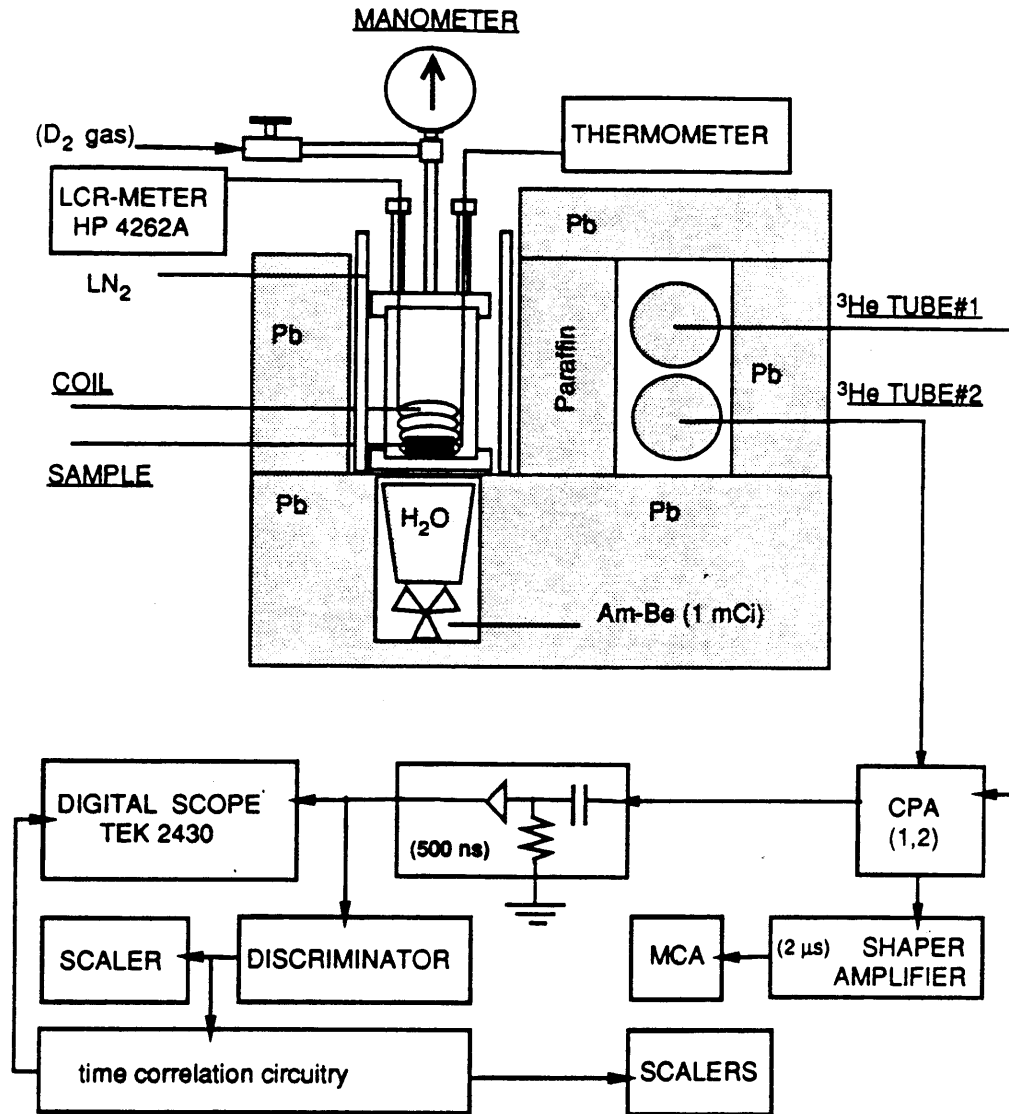 MANOMETER
(D₂ gas)
THERMOMETER
LCR-METER
HP 4262A
Pb
LN₂
³He TUBE#1
Pb
Paraffin
Pb
COIL
³He TUBE#2
SAMPLE
Pb
H₂O
Pb
Am-Be (1 mCi)
DIGITAL SCOPE
TEK 2430
(500 ns)
CPA
(1,2)
SCALER
DISCRIMINATOR
MCA
(2 µs) SHAPER
AMPLIFIER
time correlation circuitry
SCALERS